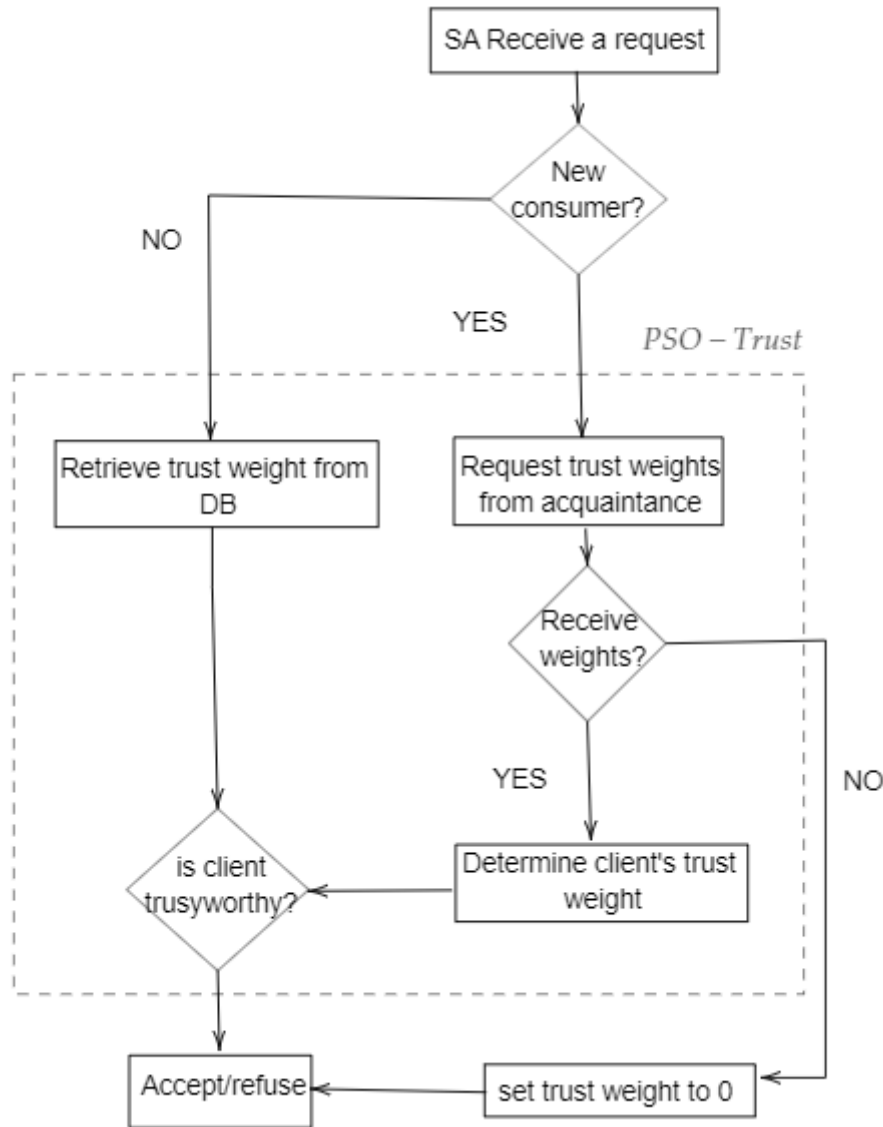 SA Receive a request
New
consumer?
NO
YES
PSO – Trust
Retrieve trust weight from
DB
Request trust weights
from acquaintance
Receive
weights?
YES
NO
is client
trusyworthy?
Determine client's trust
weight
Accept/refuse
set trust weight to 0